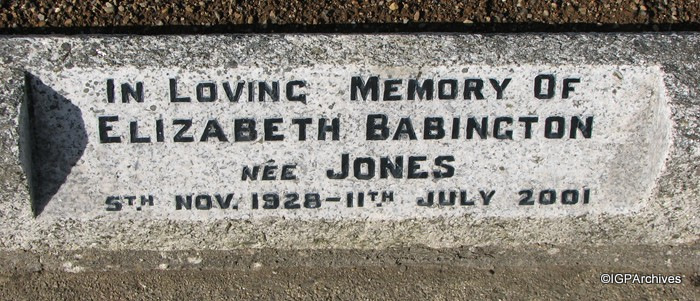 IN LOVING MEMORY OF
ELIZABETH BABINGTON
NÉE JONES
5TH NOV. 1928-11TH JULY 2001
©IGPArchives